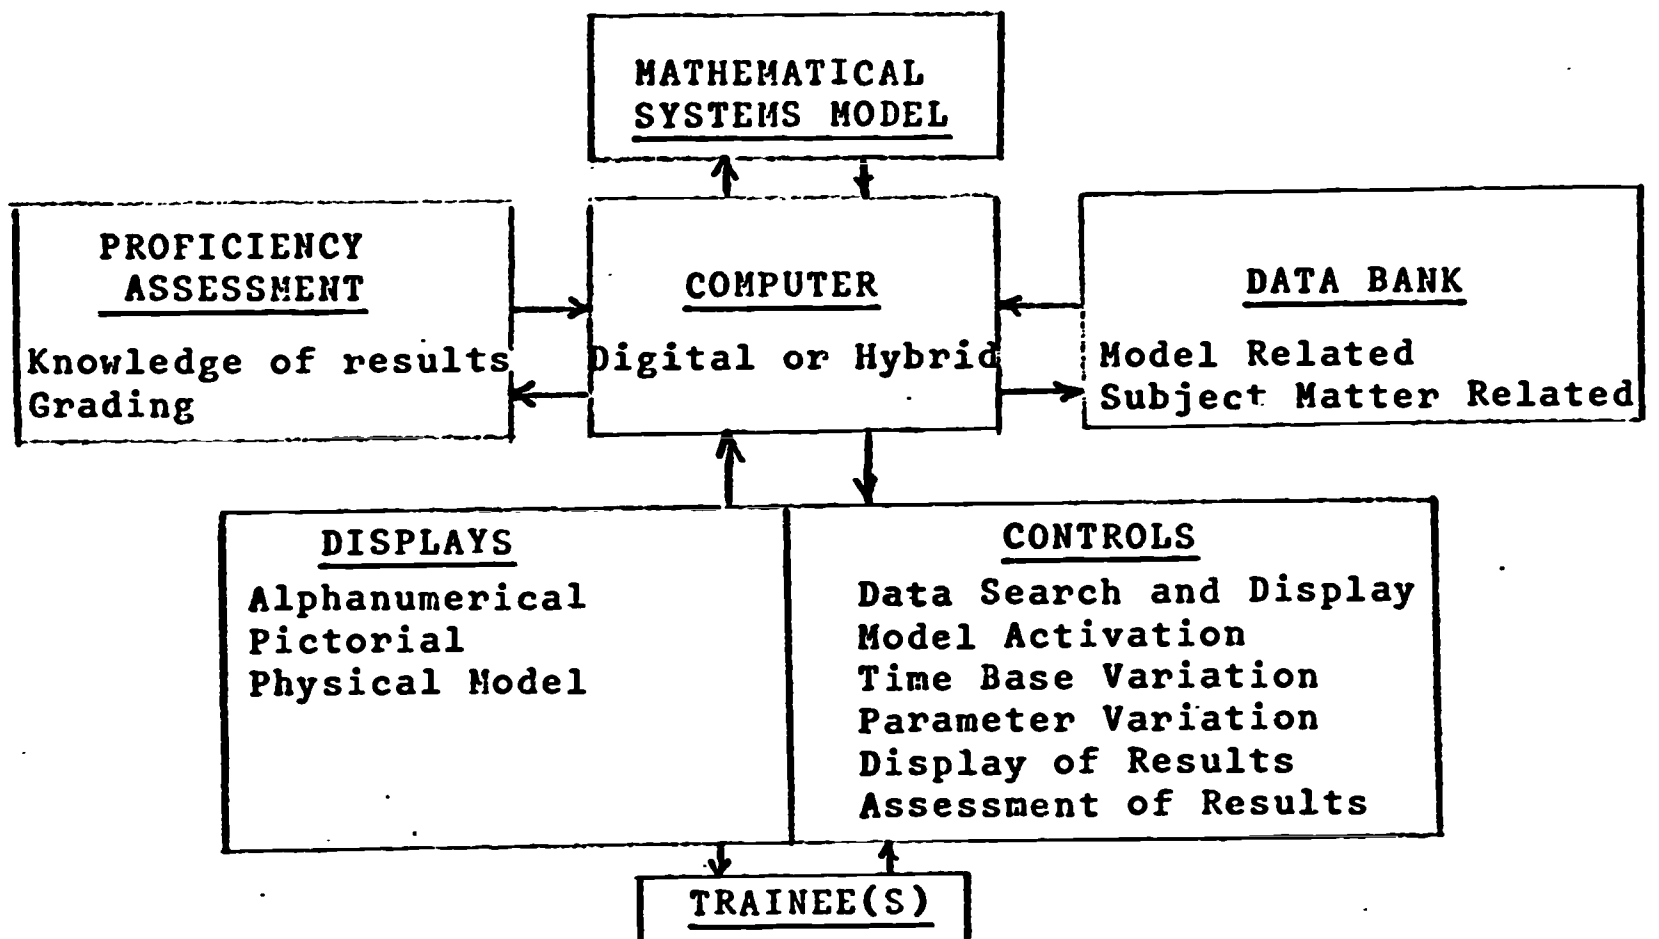 MATHEMATICAL
SYSTEMS MODEL
PROFICIENCY
ASSESSMENT
Knowledge of results
Grading
COMPUTER
Digital or Hybrid
DATA BANK
Model Related
Subject Matter Related
DISPLAYS
Alphanumerical
Pictorial
Physical Model
CONTROLS
Data Search and Display
Model Activation
Time Base Variation
Parameter Variation
Display of Results
Assessment of Results
TRAINEE(S)